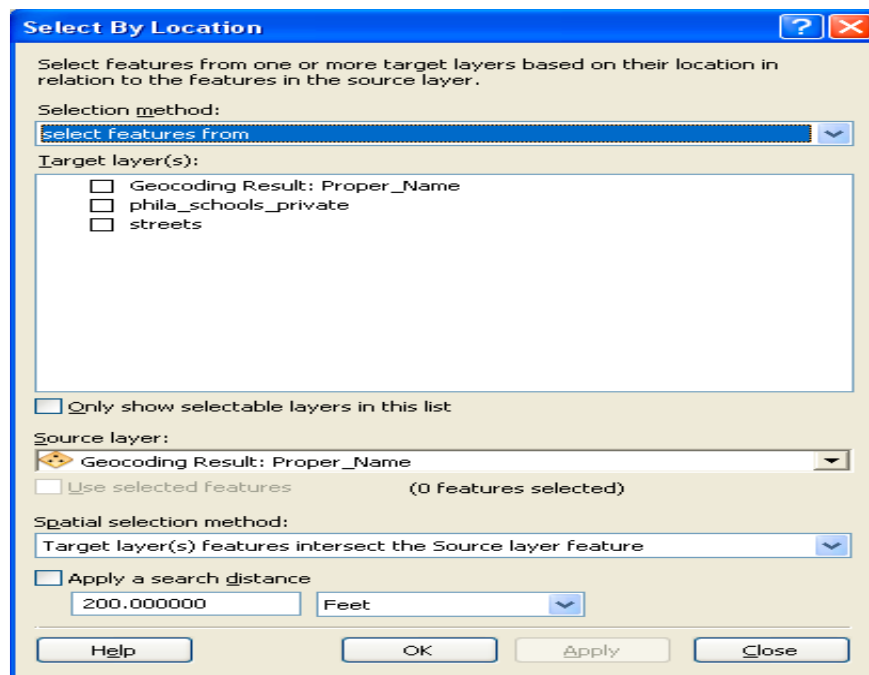 Select By Location
Select features from one or more target layers based on their location in
relation to the features in the source layer.
Selection method:
select features from
Target layer(s):
Geocoding Result: Proper_Name
phila_schools_private
streets
Only show selectable layers in this list
Source layer:
Geocoding Result: Proper_Name
Use selected features (0 features selected)
Spatial selection method:
Target layer(s) features intersect the Source layer feature
Apply a search distance
200.000000 Feet
Help OK Apply Close